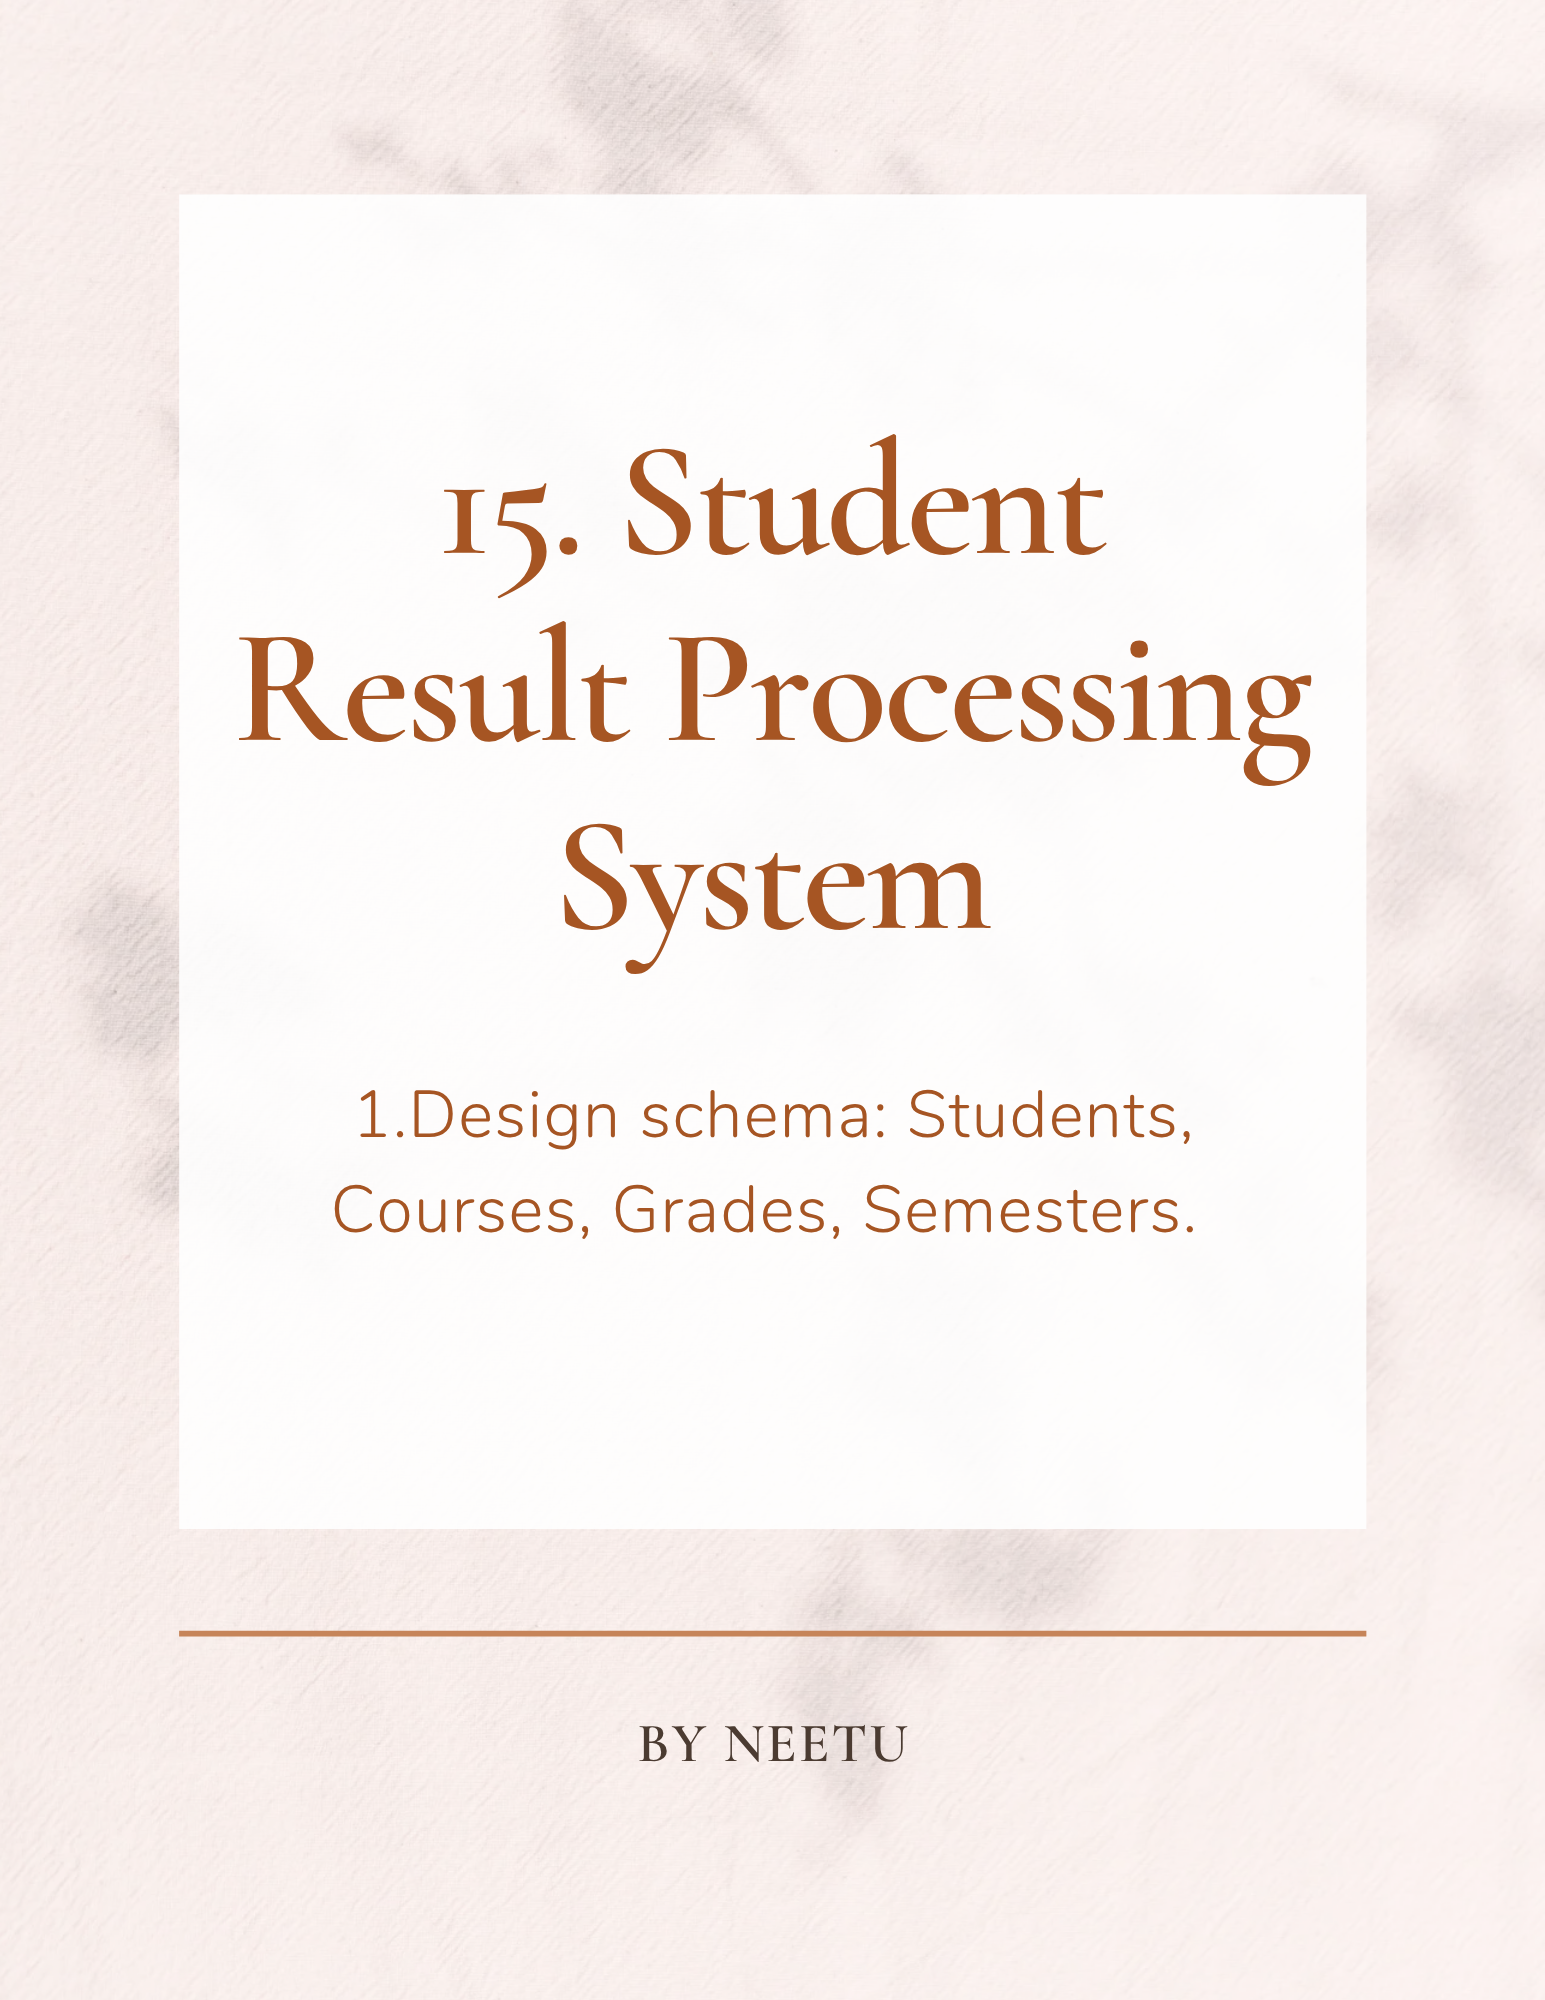 15. Student
Result Processing
System
1.Design schema: Students,
Courses, Grades, Semesters.
BY NEETU